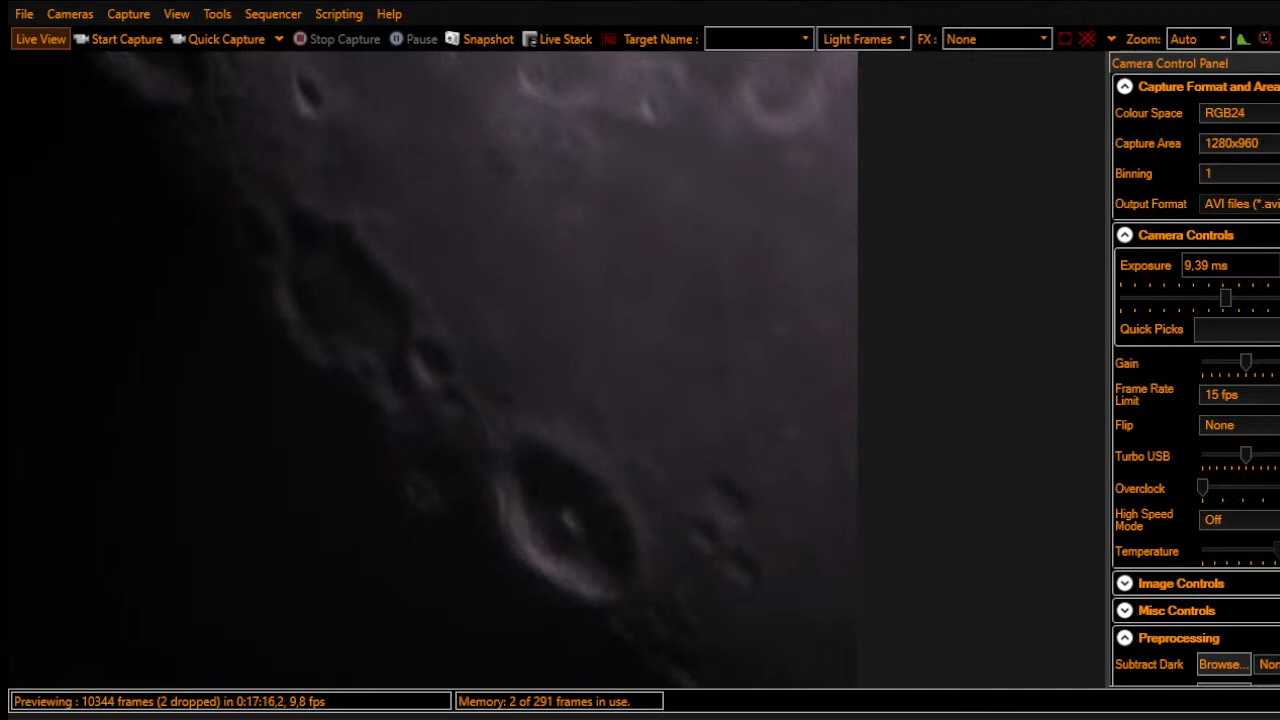 File Cameras Capture View Tools Sequencer Scripting Help
Live View Start Capture Quick Capture Stop Capture Pause Snapshot Live Stack Target Name : Light Frames FX : None Zoom: Auto
Camera Control Panel
Capture Format and Area
Colour Space RGB24
Capture Area 1280x960
Binning 1
Output Format AVI files (*.avi
Camera Controls
Exposure 9,39 ms
Quick Picks
Gain
Frame Rate Limit 15 fps
Flip None
Turbo USB
Overclock
High Speed Mode Off
Temperature
Image Controls
Misc Controls
Preprocessing
Subtract Dark Browse... Non
Previewing : 10344 frames (2 dropped) in 0:17:16,2, 9,8 fps Memory: 2 of 291 frames in use.